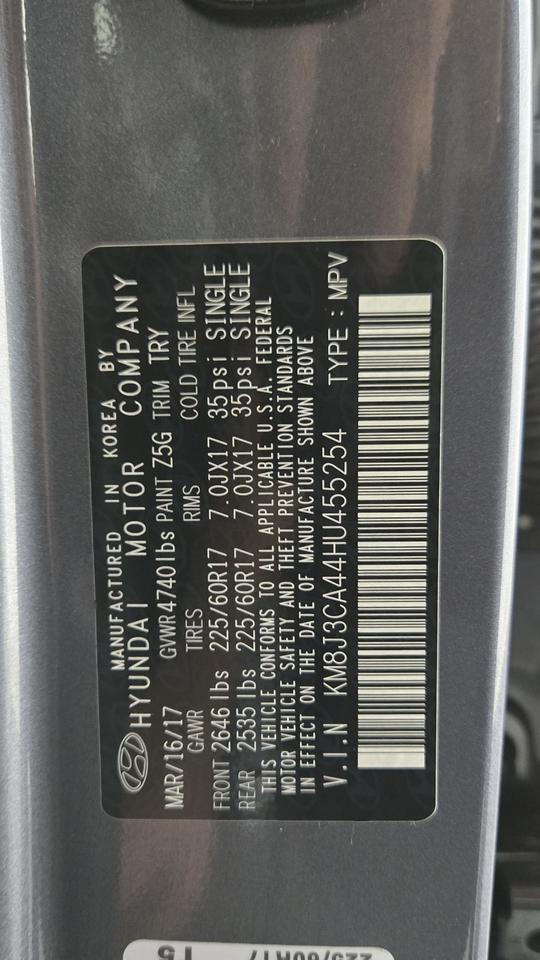 MANUFACTURED IN KOREA BY
HYUNDAI MOTOR COMPANY
MAR/16/17 GVWR 4740lbs PAINT Z5G TRIM TRY
GAWR TIRES RIMS COLD TIRE INFL
FRONT 2646 lbs 225/60R17 7.0JX17 35psi SINGLE
REAR 2535 lbs 225/60R17 7.0JX17 35psi SINGLE
THIS VEHICLE CONFORMS TO ALL APPLICABLE U.S.A. FEDERAL
MOTOR VEHICLE SAFETY AND THEFT PREVENTION STANDARDS
IN EFFECT ON THE DATE OF MANUFACTURE SHOWN ABOVE
V.I.N KM8J3CA44HU455254 TYPE : MPV
225/60R17